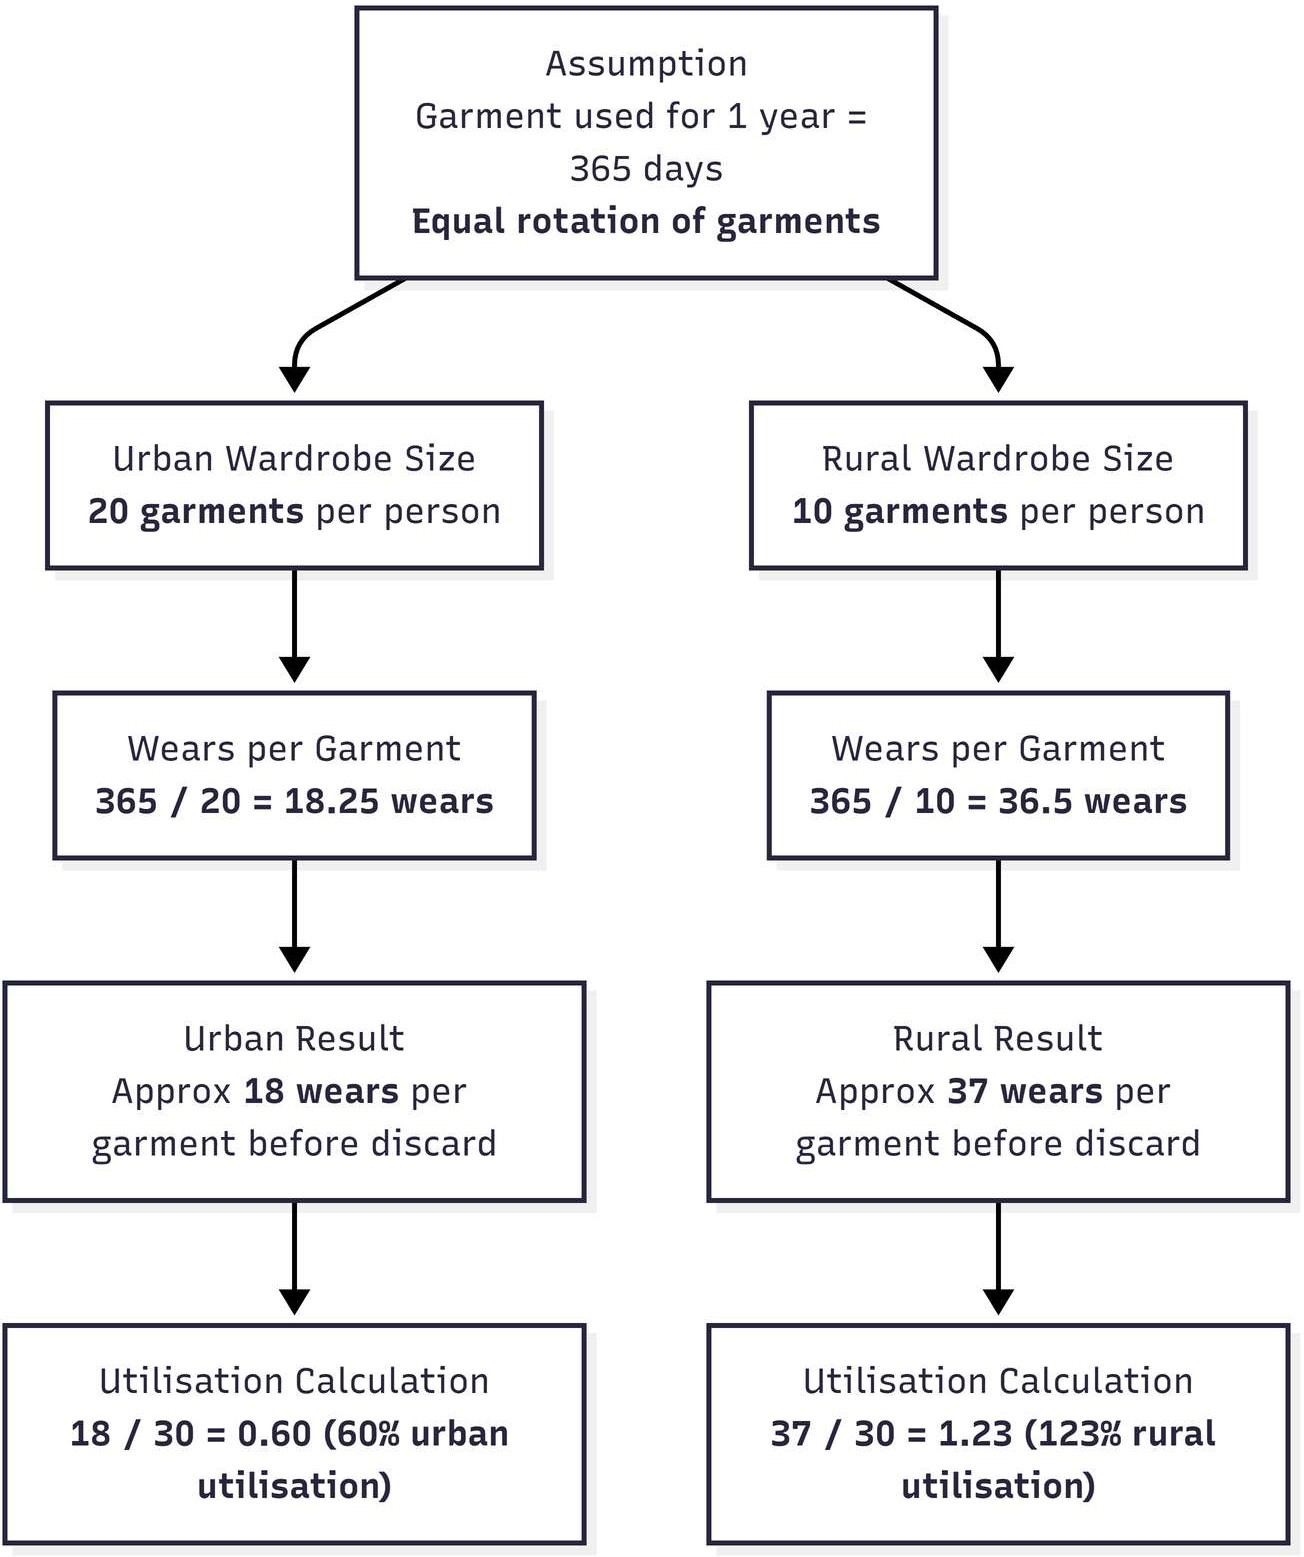 Assumption
Garment used for 1 year =
365 days
Equal rotation of garments
Urban Wardrobe Size
20 garments per person
Rural Wardrobe Size
10 garments per person
Wears per Garment
365 / 20 = 18.25 wears
Wears per Garment
365 / 10 = 36.5 wears
Urban Result
Approx 18 wears per
garment before discard
Rural Result
Approx 37 wears per
garment before discard
Utilisation Calculation
18 / 30 = 0.60 (60% urban
utilisation)
Utilisation Calculation
37 / 30 = 1.23 (123% rural
utilisation)